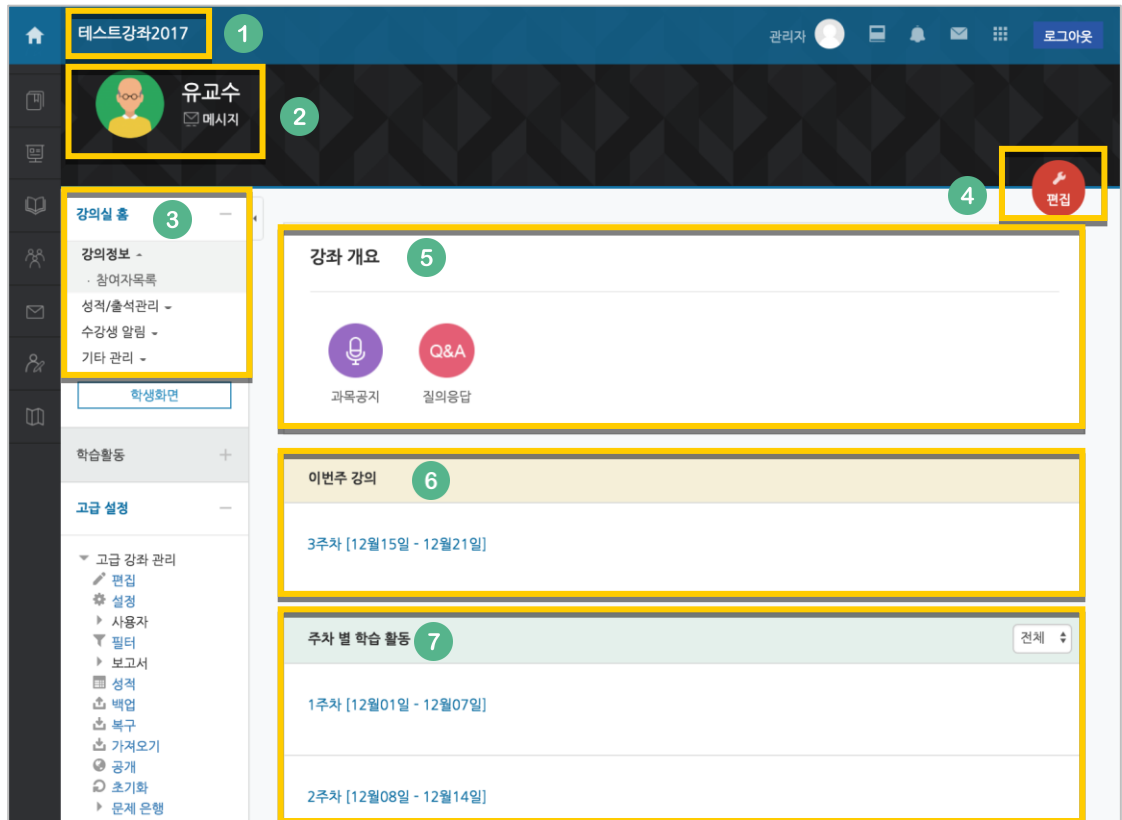 테스트강좌2017
1
관리자
로그아웃
유교수
메시지
2
4
편집
강의실 홈
3
강의정보
· 참여자목록
성적/출석관리
수강생 알림
기타 관리
학생화면
학습활동
고급 설정
고급 강좌 관리
편집
설정
사용자
필터
보고서
성적
백업
복구
가져오기
공개
초기화
문제 은행
강좌 개요
5
Q&A
과목공지
질의응답
이번주 강의
6
3주차 [12월15일 - 12월21일]
주차 별 학습 활동
7
전체
1주차 [12월01일 - 12월07일]
2주차 [12월08일 - 12월14일]